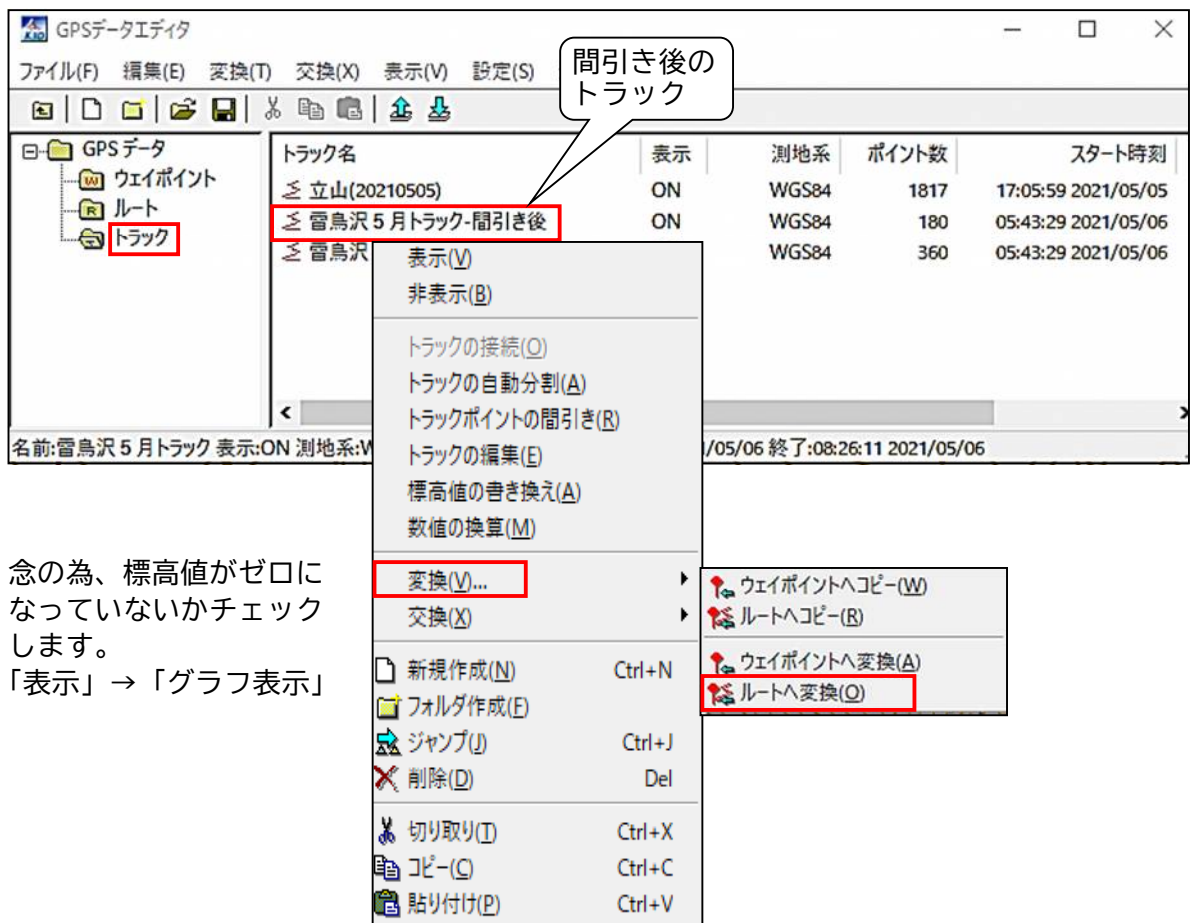 GPSデータエディタ
ファイル(F) 編集(E) 変換(T) 交換(X) 表示(V) 設定(S)
間引き後の
トラック
GPS データ
ウェイポイント
ルート
トラック
トラック名 表示 測地系 ポイント数 スタート時刻
立山(20210505) ON WGS84 1817 17:05:59 2021/05/05
雷鳥沢5月トラック-間引き後 ON WGS84 180 05:43:29 2021/05/06
雷鳥沢 WGS84 360 05:43:29 2021/05/06
表示(V)
非表示(B)
トラックの接続(O)
トラックの自動分割(A)
トラックポイントの間引き(R)
トラックの編集(E)
標高値の書き換え(A)
数値の換算(M)
名前:雷鳥沢5月トラック 表示:ON 測地系:W /05/06 終了:08:26:11 2021/05/06
念の為、標高値がゼロに
なっていないかチェック
します。
「表示」→「グラフ表示」
変換(V)...
交換(X)
新規作成(N) Ctrl+N
フォルダ作成(F)
ジャンプ(J) Ctrl+J
削除(D) Del
切り取り(T) Ctrl+X
コピー(C) Ctrl+C
貼り付け(P) Ctrl+V
ウェイポイントへコピー(W)
ルートへコピー(R)
ウェイポイントへ変換(A)
ルートへ変換(O)